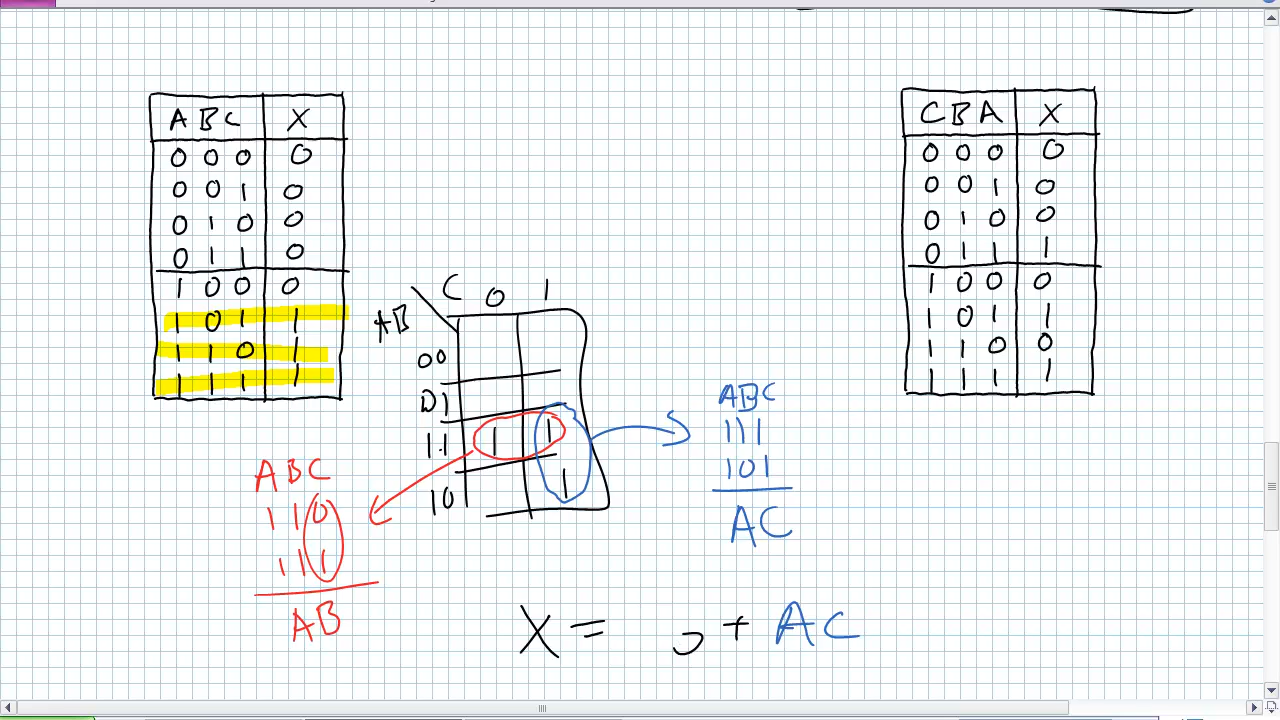 A B C X
0 0 0 0
0 0 1 0
0 1 0 0
0 1 1 0
1 0 0 0
1 0 1 1
1 1 0 1
1 1 1 1
C B A X
0 0 0 0
0 0 1 0
0 1 0 0
0 1 1 1
1 0 0 0
1 0 1 1
1 1 0 0
1 1 1 1
C 0 1
AB
00
01
11 1 1
10 1
ABC
110
111
AB
ABC
111
101
AC
X = + AC